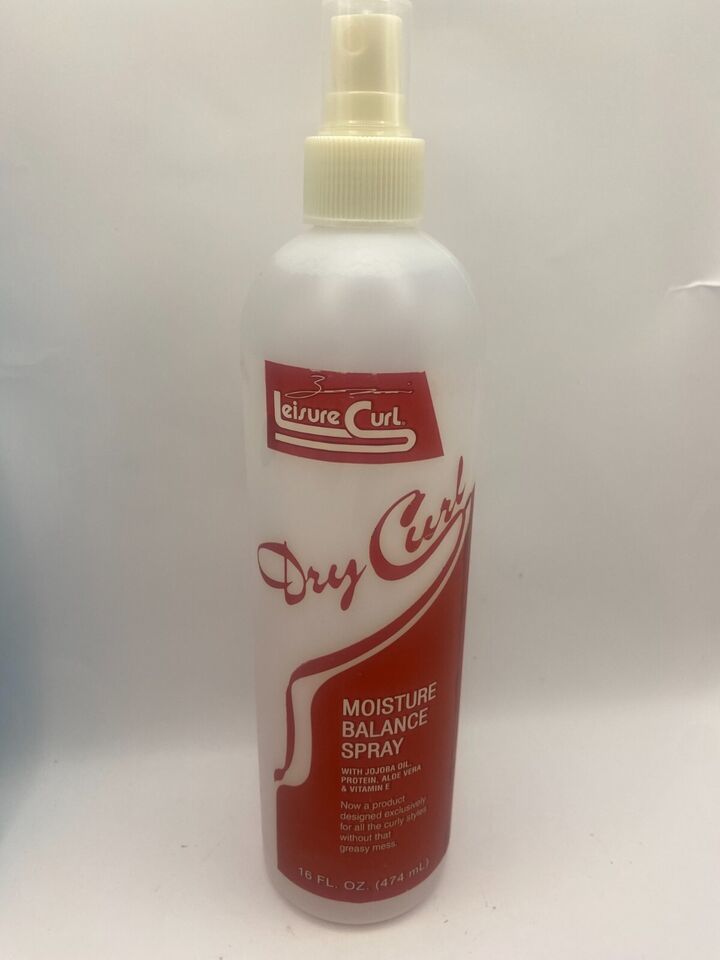 Leisure Curl®
Dry Curl
MOISTURE
BALANCE
SPRAY
WITH JOJOBA OIL,
PROTEIN, ALOE VERA
& VITAMIN E
Now a product
designed exclusively
for all the curly styles
without that
greasy mess.
16 FL. OZ. (474 mL)